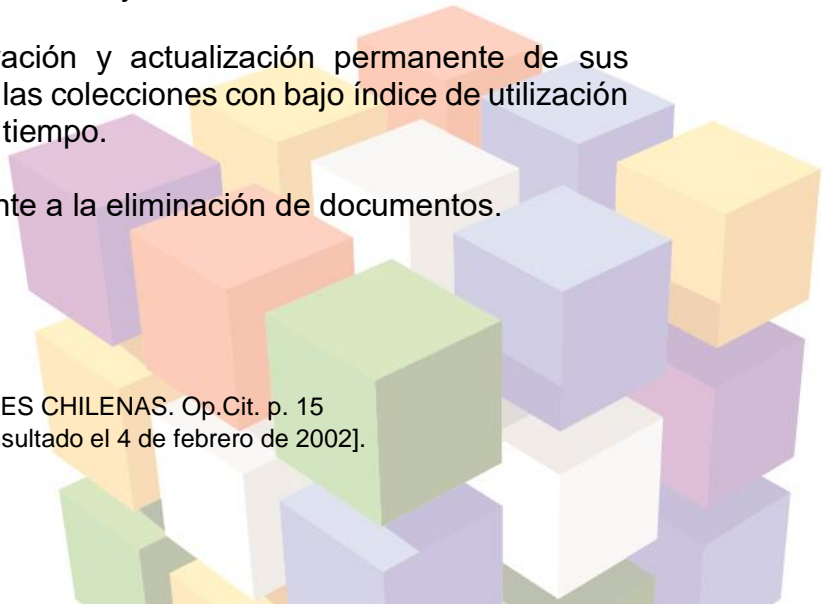 vación y actualización permanente de sus
las colecciones con bajo índice de utilización
tiempo.
nte a la eliminación de documentos.
ES CHILENAS. Op.Cit. p. 15
sultado el 4 de febrero de 2002].